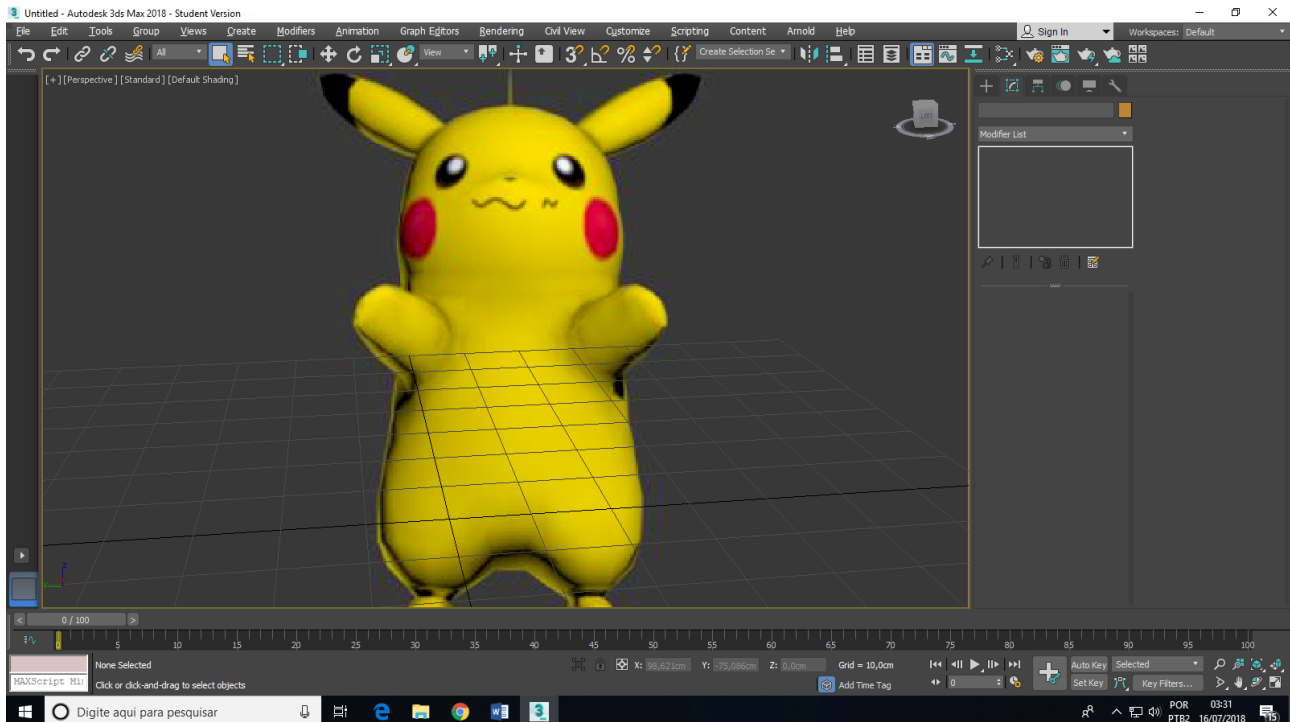 Untitled - Autodesk 3ds Max 2018 - Student Version
File Edit Tools Group Views Create Modifiers Animation Graph Editors Rendering Civil View Customize Scripting Content Arnold Help Sign In Workspaces: Default
All View Create Selection Se
[+] [Perspective] [Standard] [Default Shading]
Modifier List
0 / 100
0 5 10 15 20 25 30 35 40 45 50 55 60 65 70 75 80 85 90 95 100
None Selected X: 98,621cm Y: -75,086cm Z: 0,0cm Grid = 10,0cm Auto Key Selected
MAXScript Mi Click or click-and-drag to select objects Add Time Tag 0 Set Key Key Filters...
Digite aqui para pesquisar POR 03:31
PTB2 16/07/2018 15